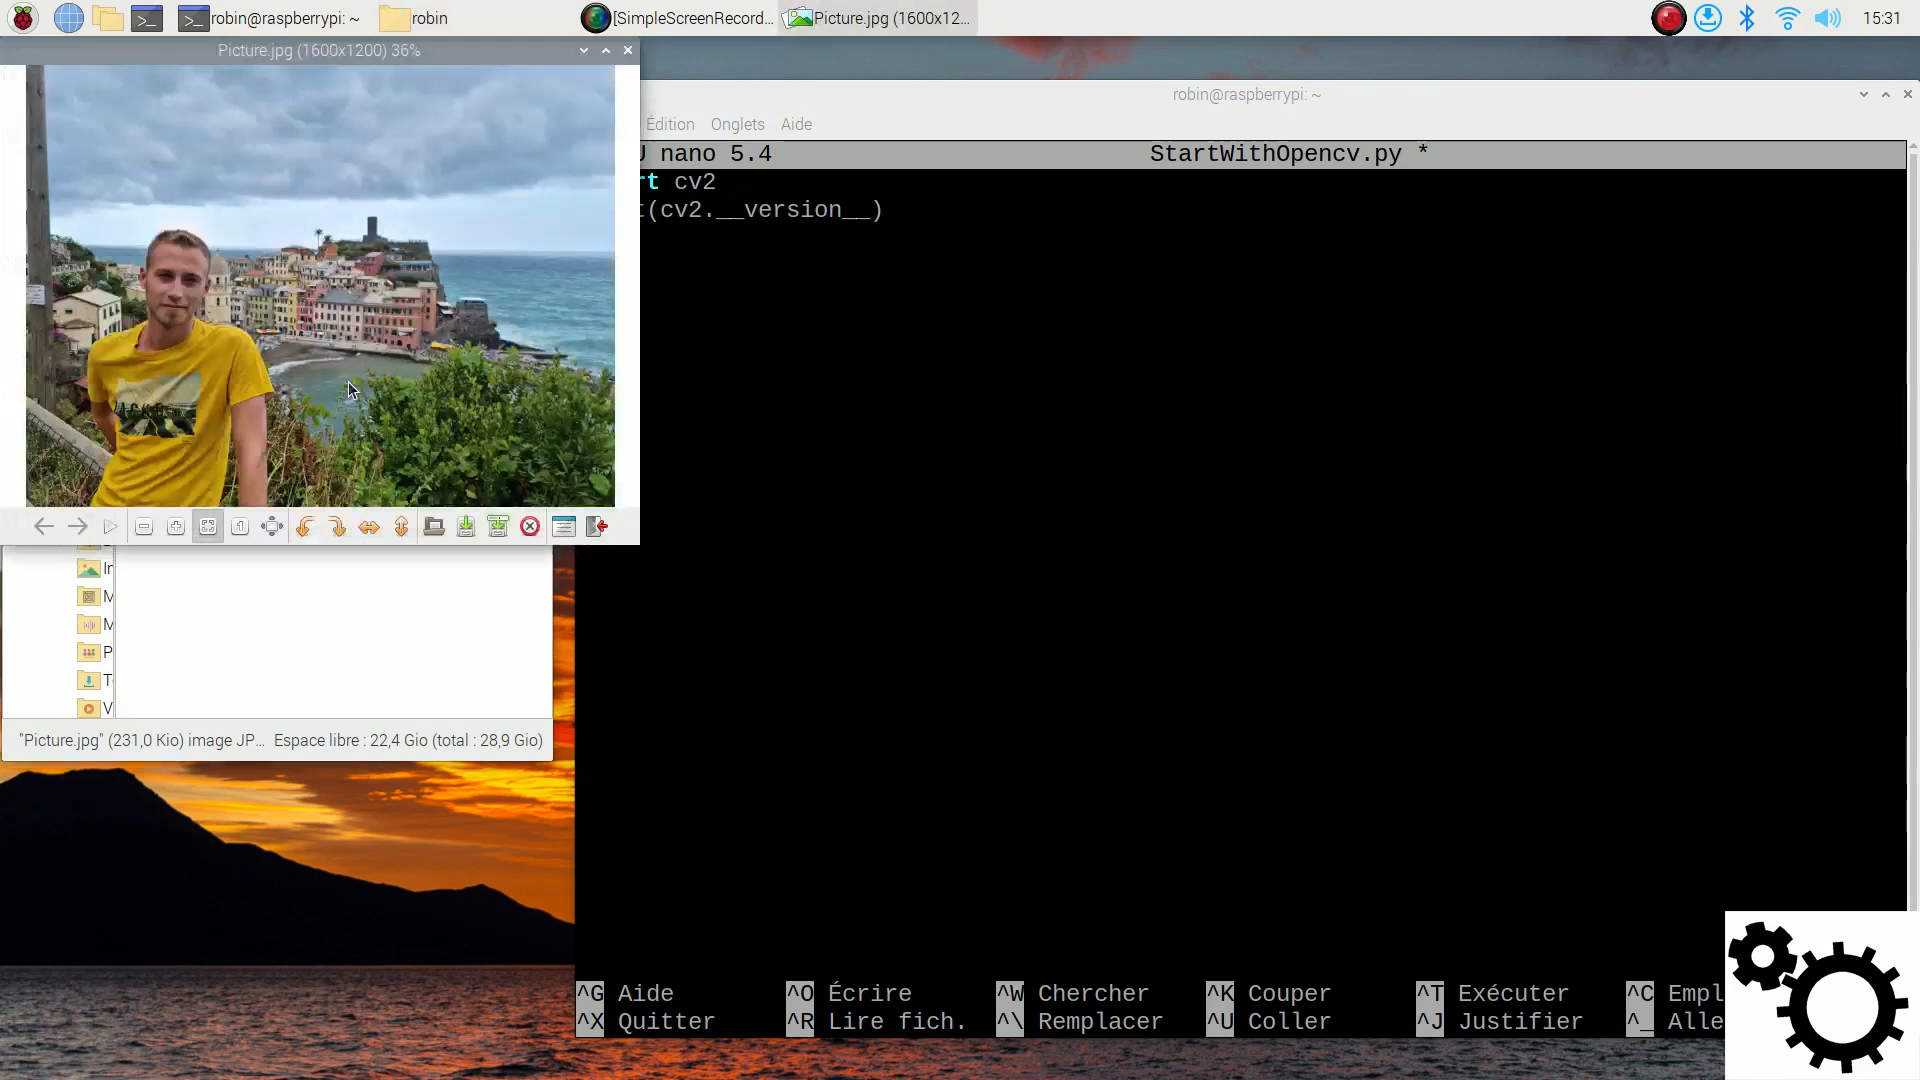 robin@raspberrypi: ~
robin
[SimpleScreenRecord...
Picture.jpg (1600x12...
15:31
Picture.jpg (1600x1200) 36%
robin@raspberrypi: ~
Édition Onglets Aide
U nano 5.4 StartWithOpencv.py *
rt cv2
t(cv2.__version__)
In
M
M
P
T
V
"Picture.jpg" (231,0 Kio) image JP... Espace libre : 22,4 Gio (total : 28,9 Gio)
^G Aide ^O Écrire ^W Chercher ^K Couper ^T Exécuter ^C Empl
^X Quitter ^R Lire fich. ^\ Remplacer ^U Coller ^J Justifier ^_ Alle